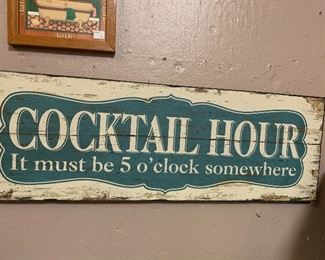 COCKTAIL HOUR
It must be 5 o'clock somewhere